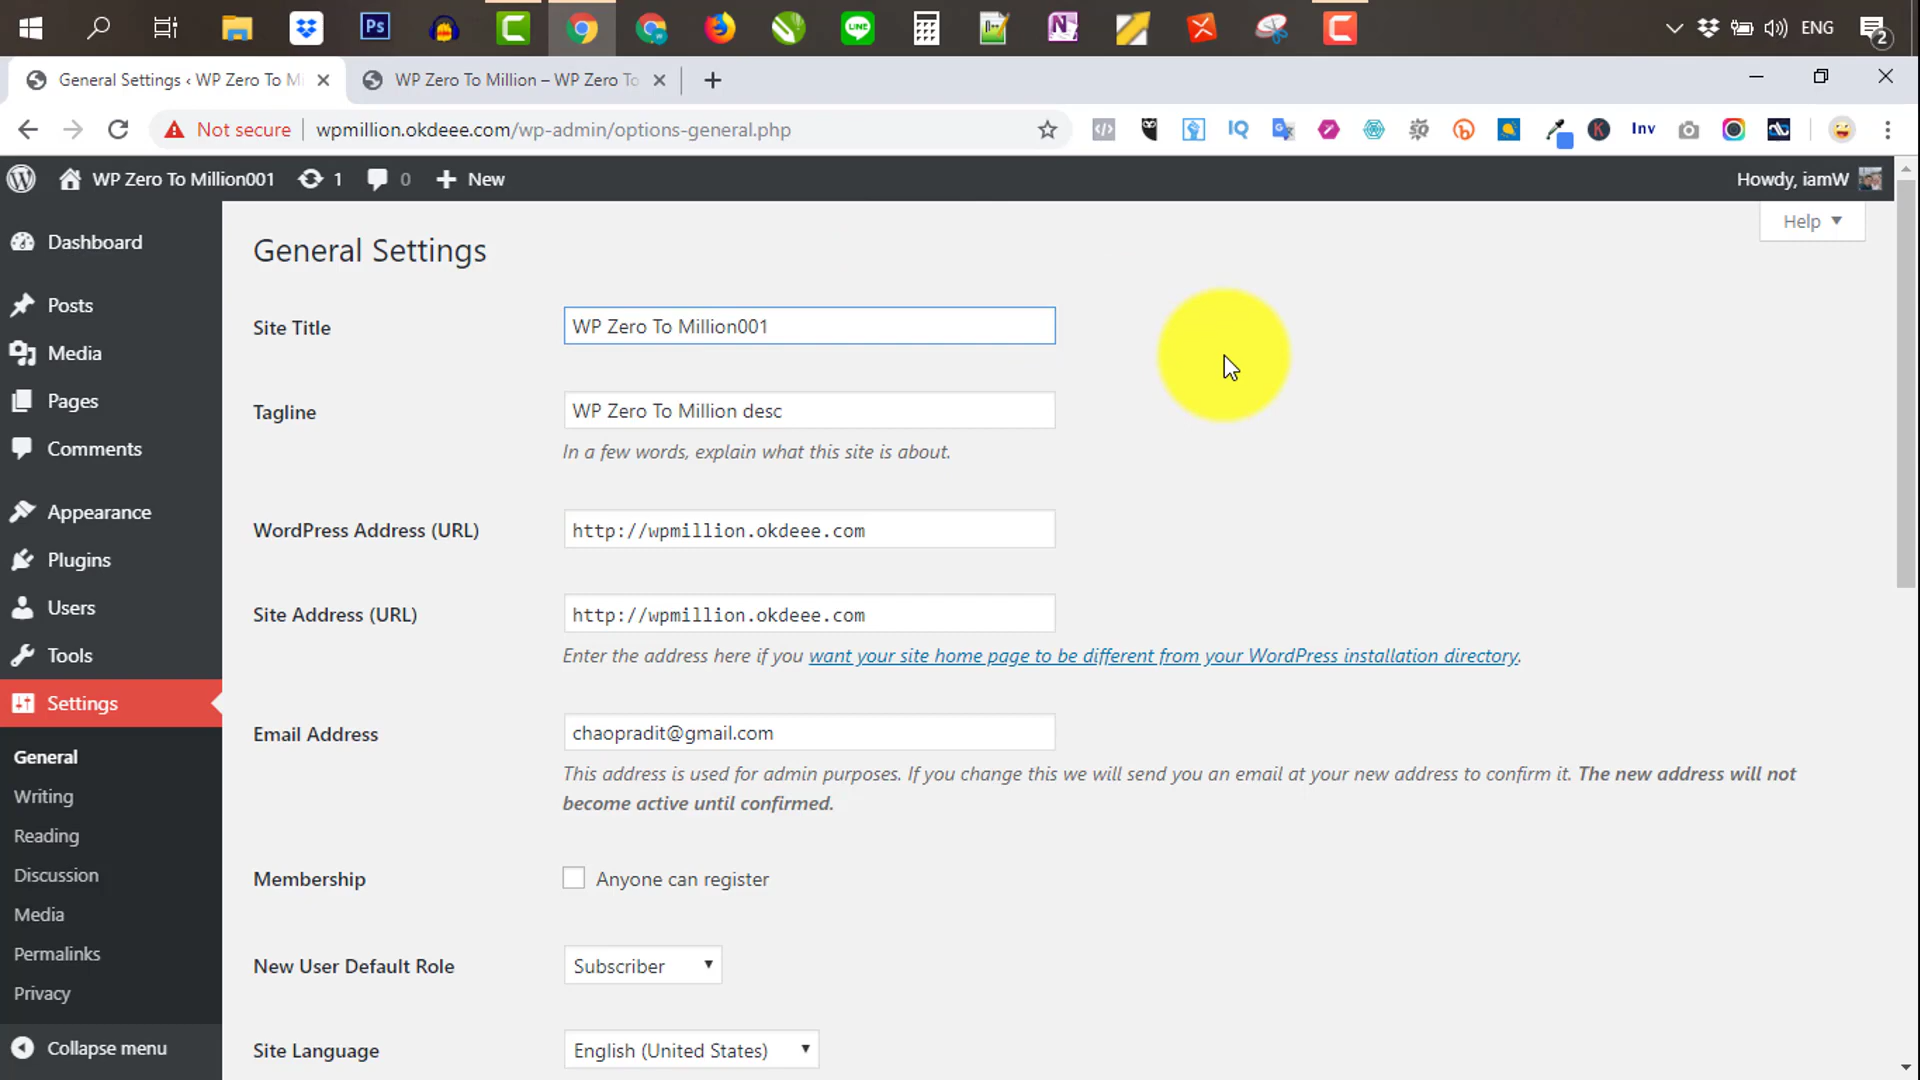 ENG
2
General Settings ‹ WP Zero To Mi
WP Zero To Million – WP Zero To
Not secure
wpmillion.okdeee.com/wp-admin/options-general.php
IQ
Inv
WP Zero To Million001
1
0
New
Howdy, iamW
Help
Dashboard
Posts
Media
Pages
Comments
Appearance
Plugins
Users
Tools
Settings
General
Writing
Reading
Discussion
Media
Permalinks
Privacy
Collapse menu
General Settings
Site Title
WP Zero To Million001
Tagline
WP Zero To Million desc
In a few words, explain what this site is about.
WordPress Address (URL)
http://wpmillion.okdeee.com
Site Address (URL)
http://wpmillion.okdeee.com
Enter the address here if you want your site home page to be different from your WordPress installation directory.
Email Address
chaopradit@gmail.com
This address is used for admin purposes. If you change this we will send you an email at your new address to confirm it. The new address will not
become active until confirmed.
Membership
Anyone can register
New User Default Role
Subscriber
Site Language
English (United States)